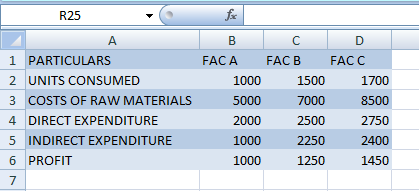 R25 fx
A B C D
1 PARTICULARS FAC A FAC B FAC C
2 UNITS CONSUMED 1000 1500 1700
3 COSTS OF RAW MATERIALS 5000 7000 8500
4 DIRECT EXPENDITURE 2000 2500 2750
5 INDIRECT EXPENDITURE 1000 2250 2400
6 PROFIT 1000 1250 1450
7